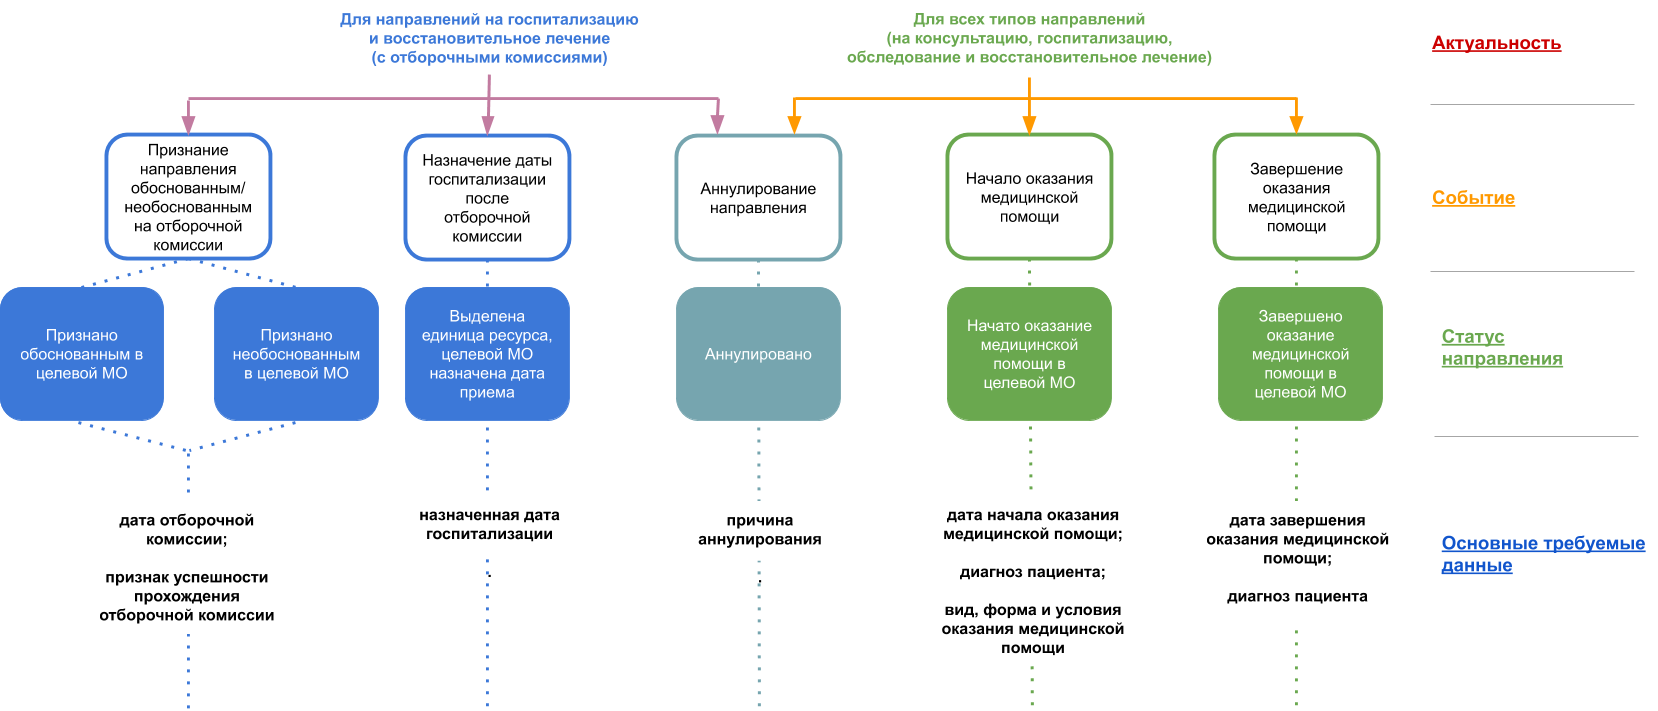 Для направлений на госпитализацию
и восстановительное лечение
(с отборочными комиссиями)
Для всех типов направлений
(на консультацию, госпитализацию,
обследование и восстановительное лечение)
Актуальность
Признание
направления
обоснованным/
необоснованным
на отборочной
комиссии
Назначение даты
госпитализации
после
отборочной
комиссии
Аннулирование
направления
Начало оказания
медицинской
помощи
Завершение
оказания
медицинской
помощи
Событие
Признано
обоснованным в
целевой МО
Признано
необоснованным
в целевой МО
Выделена
единица ресурса,
целевой МО
назначена дата
приема
Аннулировано
Начато оказание
медицинской
помощи в
целевой МО
Завершено
оказание
медицинской
помощи в
целевой МО
Статус
направления
дата отборочной
комиссии;
признак успешности
прохождения
отборочной комиссии
назначенная дата
госпитализации
причина
аннулирования
дата начала оказания
медицинской помощи;
диагноз пациента;
вид, форма и условия
оказания медицинской
помощи
дата завершения
оказания медицинской
помощи;
диагноз пациента
Основные требуемые
данные